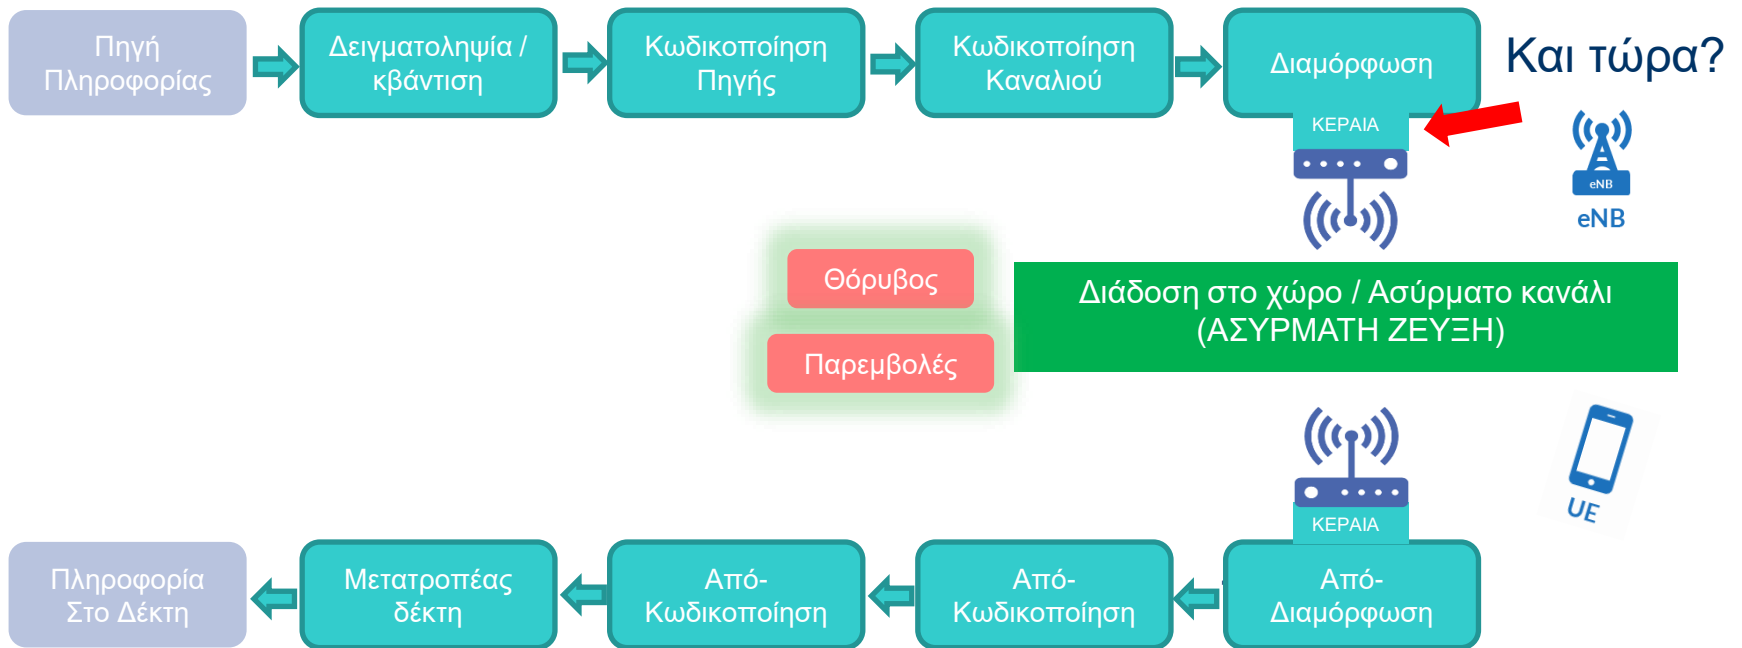 Πηγή
Πληροφορίας
Δειγματοληψία /
κβάντιση
Κωδικοποίηση
Πηγής
Κωδικοποίηση
Καναλιού
Διαμόρφωση
Και τώρα?
ΚΕΡΑΙΑ
eNB
eNB
Θόρυβος
Παρεμβολές
Διάδοση στο χώρο / Ασύρματο κανάλι
(ΑΣΥΡΜΑΤΗ ΖΕΥΞΗ)
UE
ΚΕΡΑΙΑ
Πληροφορία
Στο Δέκτη
Μετατροπέας
δέκτη
Από-
Κωδικοποίηση
Από-
Κωδικοποίηση
Από-
Διαμόρφωση